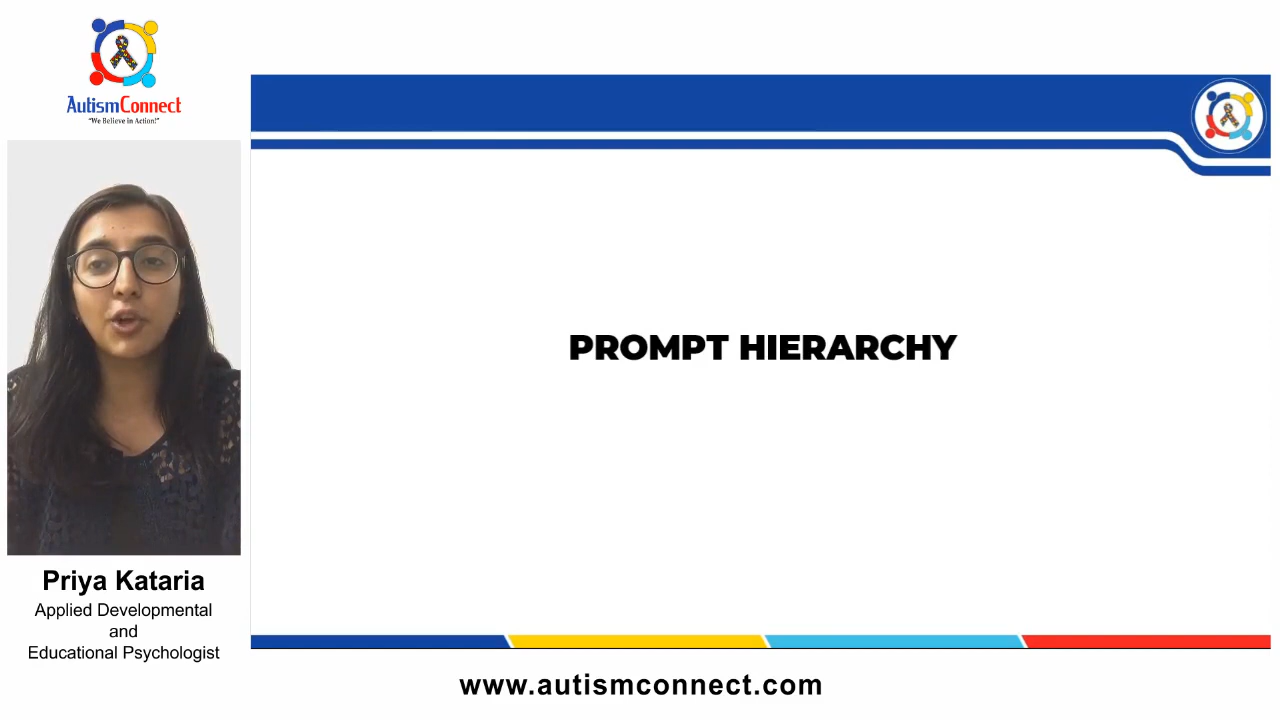 AutismConnect
"We Believe in Action!"
PROMPT HIERARCHY
Priya Kataria
Applied Developmental
and
Educational Psychologist
www.autismconnect.com